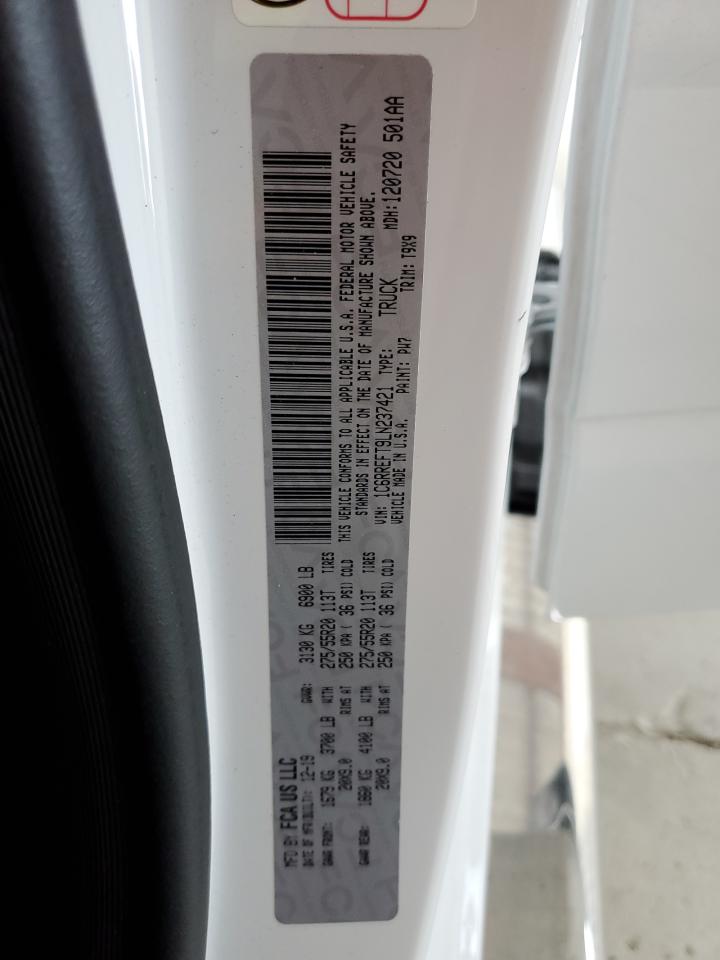 MFD BY FCA US LLC
DATE OF MFR: 12-19 GVWR: 3130 KG 6900 LB
GAWR FRONT: 1679 KG 3700 LB WITH 275/55R20 113T TIRES
20X9.0 RIMS AT 250 KPA ( 36 PSI) COLD
GAWR REAR: 1860 KG 4100 LB WITH 275/55R20 113T TIRES
20X9.0 RIMS AT 250 KPA ( 36 PSI) COLD
THIS VEHICLE CONFORMS TO ALL APPLICABLE U.S.A. FEDERAL MOTOR VEHICLE SAFETY
STANDARDS IN EFFECT ON THE DATE OF MANUFACTURE SHOWN ABOVE.
VIN: 1C6RREFT9LN237421 TYPE: TRUCK MDH: 120720 501AA
VEHICLE MADE IN U.S.A. PAINT: PW7 TRIM: T9X9